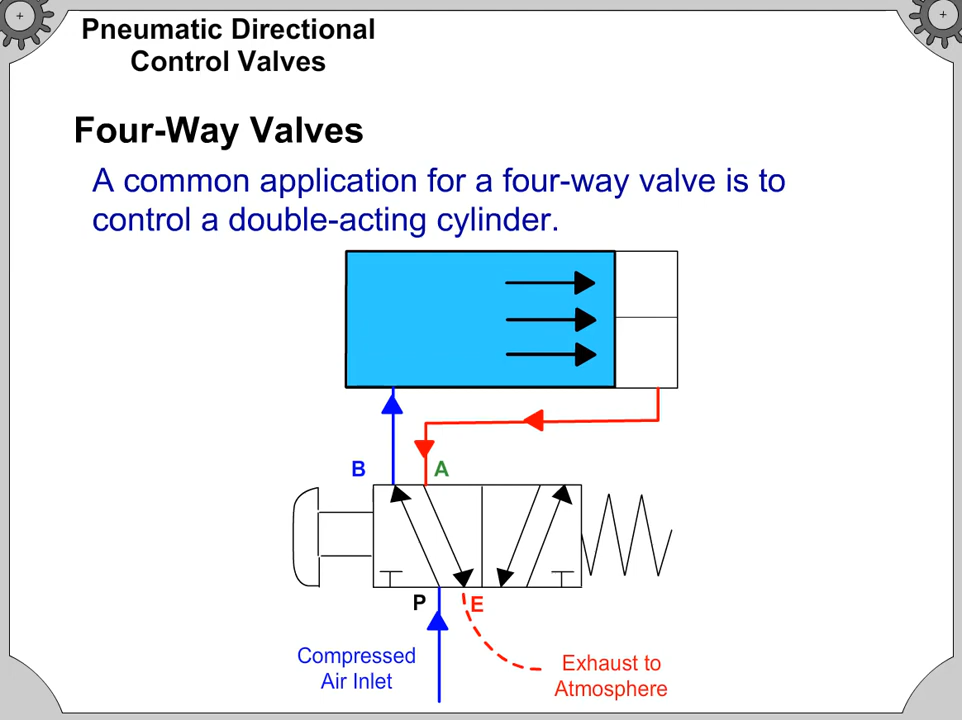 Pneumatic Directional
Control Valves
Four-Way Valves
A common application for a four-way valve is to
control a double-acting cylinder.
B
A
P
E
Compressed
Air Inlet
Exhaust to
Atmosphere